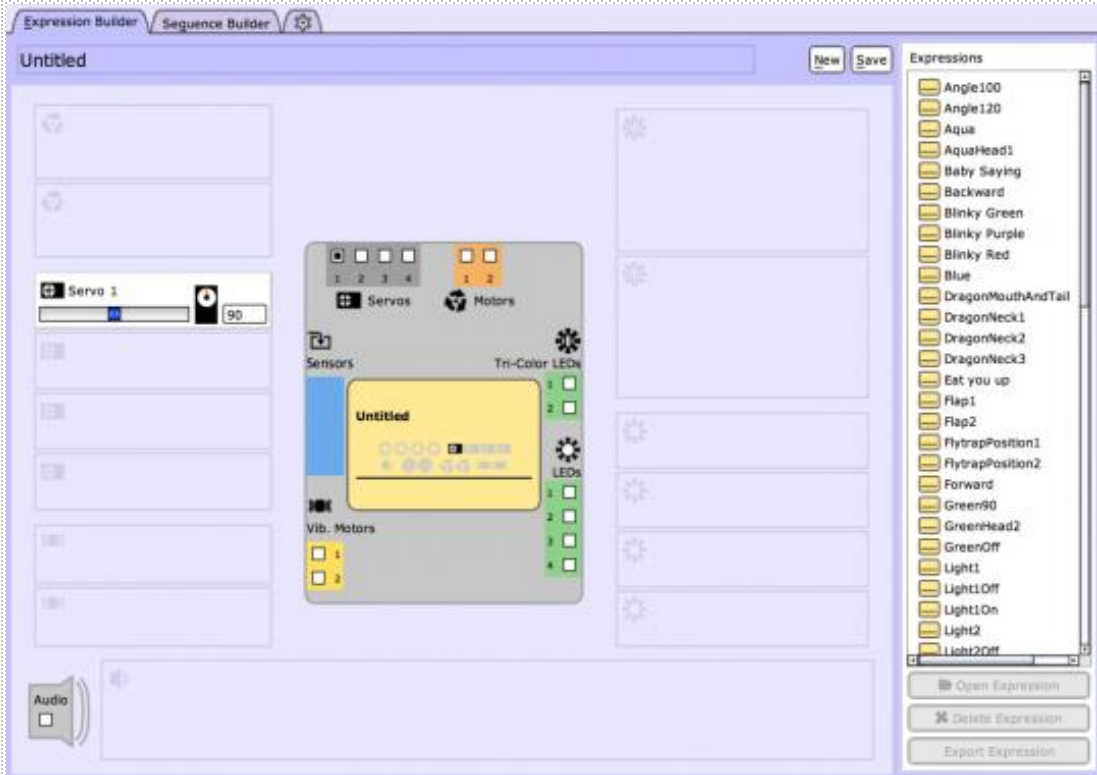 Expression Builder Sequence Builder
Untitled
New Save
Servo 1
90
1 2 3 4
1 2
Servos Motors
Sensors
Tri-Color LEDs
1
2
Untitled
LEDs
1
2
3
4
Vib. Motors
1
2
Audio
Expressions
Angle100
Angle120
Aqua
AquaHead1
Baby Saying
Backward
Blinky Green
Blinky Purple
Blinky Red
Blue
DragonMouthAndTail
DragonNeck1
DragonNeck2
DragonNeck3
Eat you up
Flap1
Flap2
FlytrapPosition1
FlytrapPosition2
Forward
Green90
GreenHead2
GreenOff
Light1
Light1Off
Light1On
Light2
Light2Off
Open Expression
Delete Expression
Export Expression